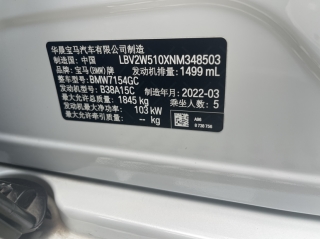 华晨宝马汽车有限公司制造
制造国：中国 LBV2W510XNM348503
品牌：宝马(BMW)牌 发动机排量：1499 mL
整车型号：BMW7154GC
最大允许总质量：1845 kg
发动机最大净功率：103 kW
发动机型号：B38A15C 制造年月：2022-03
最大允许牵引质量：- kg 乘坐人数：5